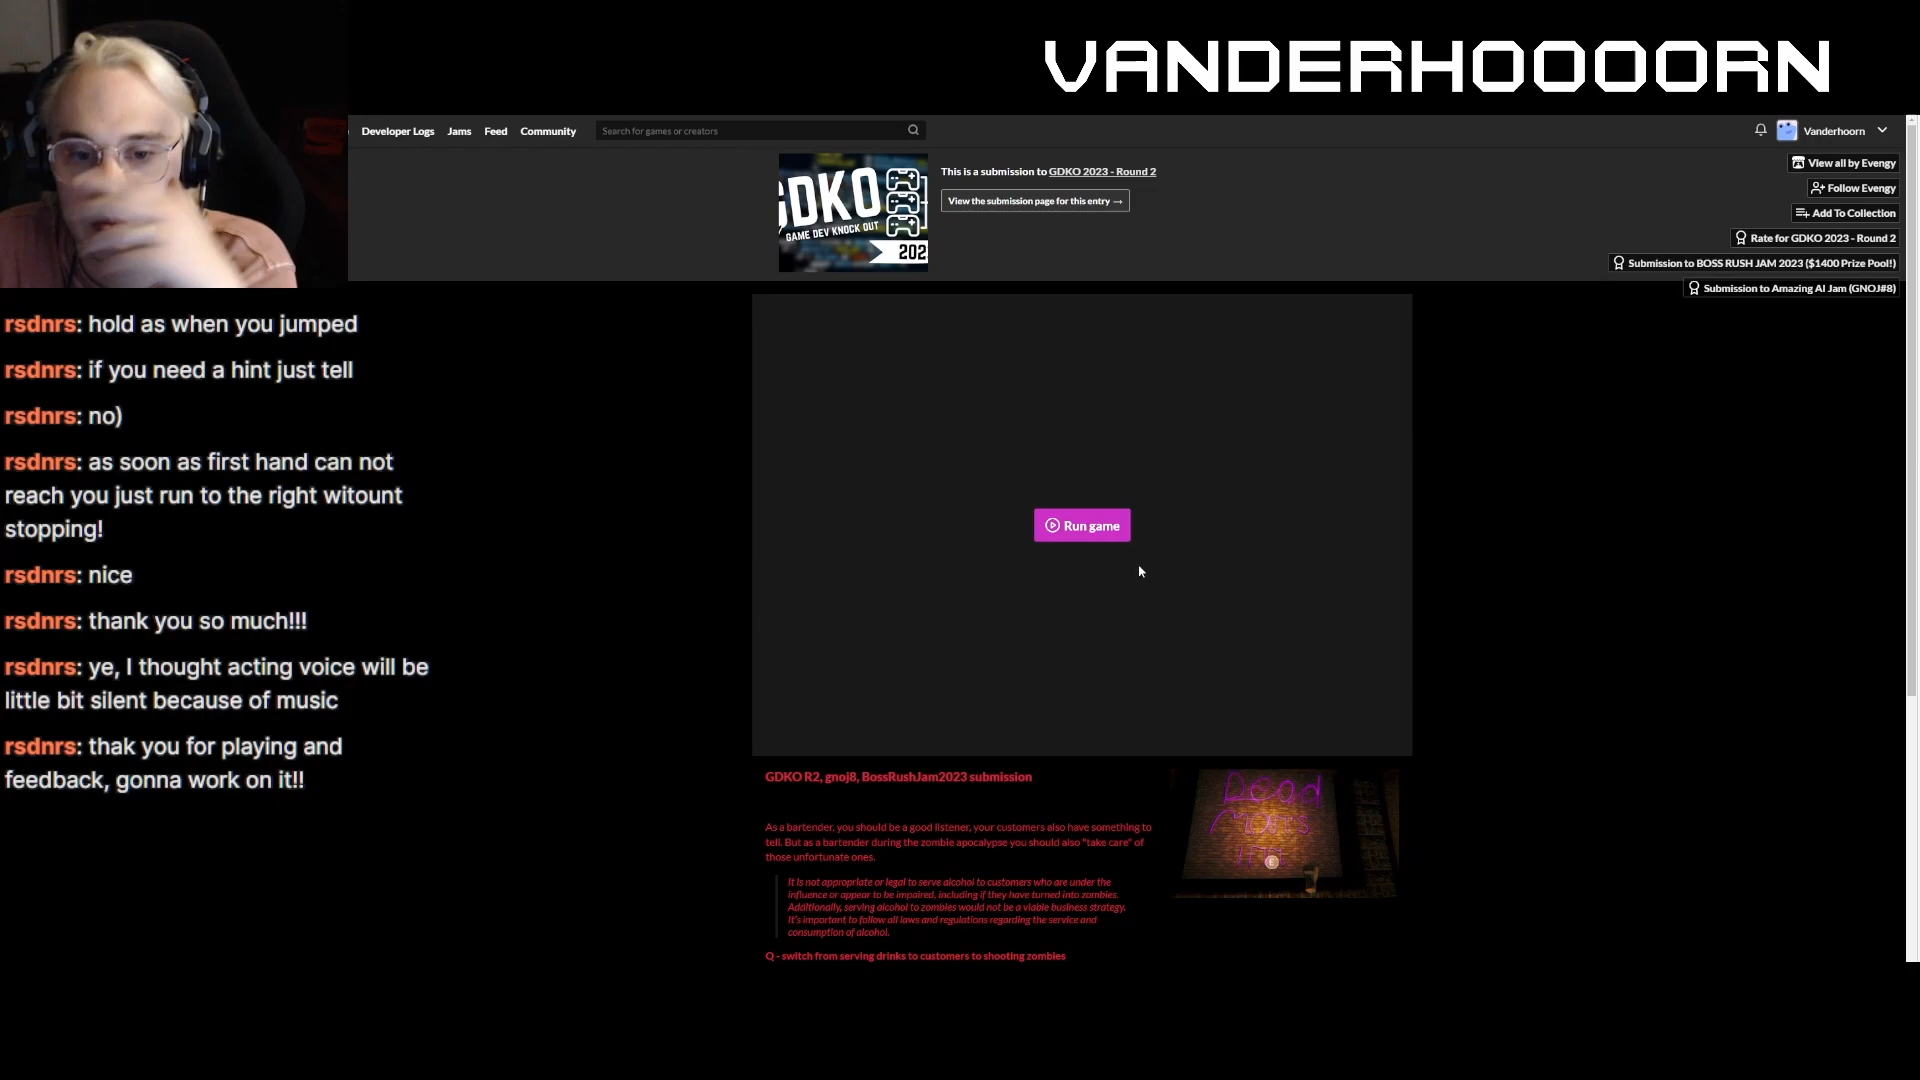 VANDERHOOOORN
Developer Logs Jams Feed Community Search for games or creators Vanderhoorn
GDKO
GAME DEV KNOCK OUT
202
This is a submission to GDKO 2023 - Round 2
View the submission page for this entry →
View all by Evengy
Follow Evengy
Add To Collection
Rate for GDKO 2023 - Round 2
Submission to BOSS RUSH JAM 2023 ($1400 Prize Pool!)
Submission to Amazing AI Jam (GNOJ#8)
rsdnrs: hold as when you jumped
rsdnrs: if you need a hint just tell
rsdnrs: no)
rsdnrs: as soon as first hand can not
reach you just run to the right witount
stopping!
rsdnrs: nice
rsdnrs: thank you so much!!!
rsdnrs: ye, I thought acting voice will be
little bit silent because of music
rsdnrs: thak you for playing and
feedback, gonna work on it!!
Run game
GDKO R2, gnoj8, BossRushJam2023 submission
As a bartender, you should be a good listener, your customers also have something to
tell. But as a bartender during the zombie apocalypse you should also "take care" of
those unfortunate ones.
It is not appropriate or legal to serve alcohol to customers who are under the
influence or appear to be impaired, including if they have turned into zombies.
Additionally, serving alcohol to zombies would not be a viable business strategy.
It's important to follow all laws and regulations regarding the service and
consumption of alcohol.
Q - switch from serving drinks to customers to shooting zombies
Dead
E